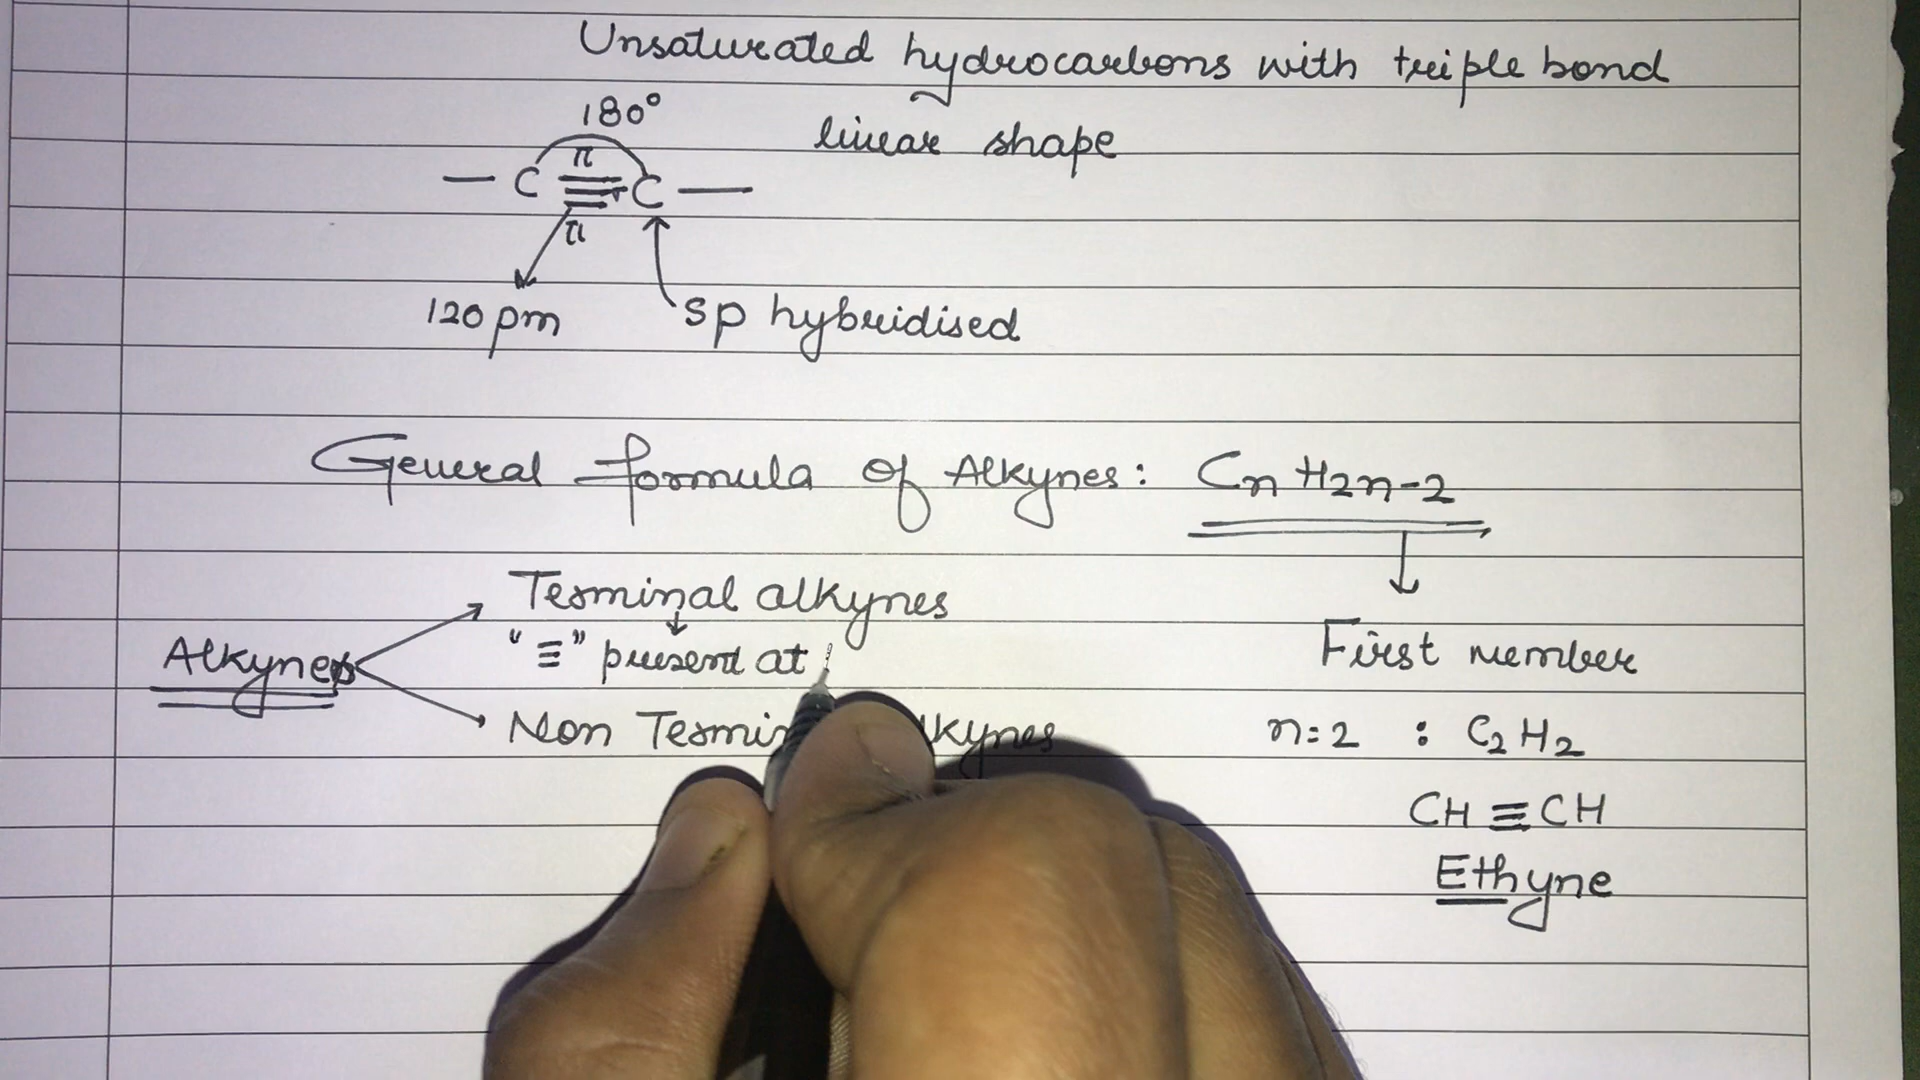 Unsaturated hydrocarbons with triple bond
180°
linear shape
π
— C ≡ C —
π
120 pm
sp hybridised
General formula of Alkynes: CnH2n-2
Terminal alkynes
"≡" present at
Alkynes
First member
Non
n=2 : C2H2
CH≡CH
Ethyne